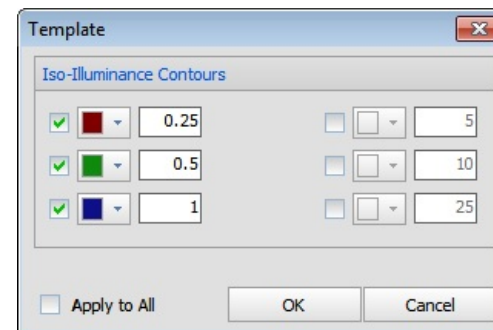 Template
Iso-Illuminance Contours
0.25 5
0.5 10
1 25
Apply to All OK Cancel